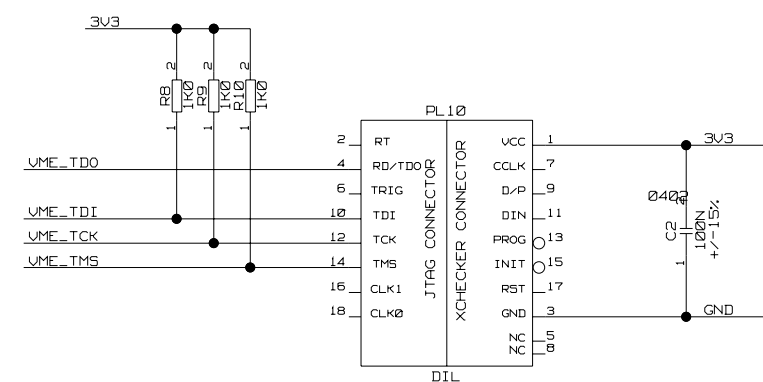 3V3
2 2 2
R8 1K0 R9 1K0 R10 1K0
1 1 1
PL10
2 RT VCC 1 3V3
VME_TDO 4 RD/TDO CCLK 7
6 TRIG D/P 9
0402 2
VME_TDI 10 TDI DIN 11
VME_TCK 12 TCK PROG 13
C2 100N +/-15%
VME_TMS 14 TMS INIT 15
1
16 CLK1 RST 17
18 CLK0 GND 3 GND
NC 5
NC 8
JTAG CONNECTOR
XCHECKER CONNECTOR
DIL